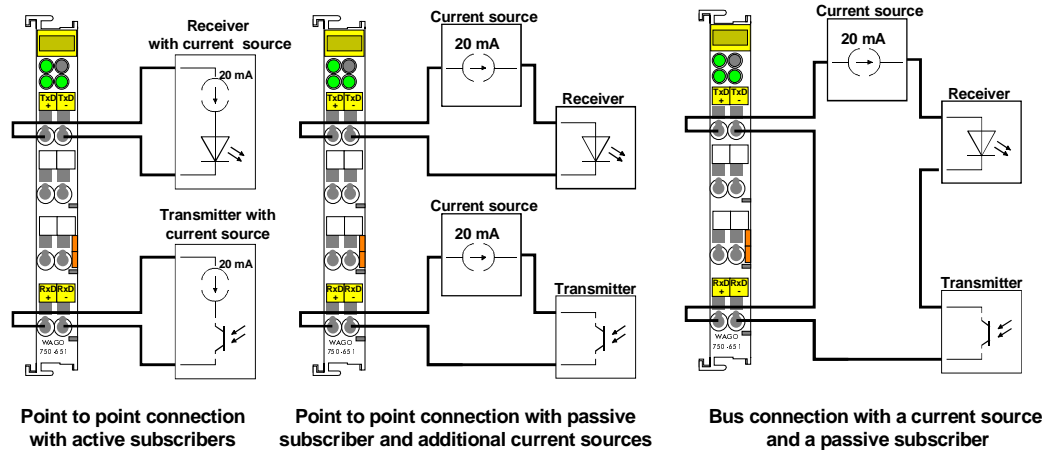 Receiver
with current source
20 mA
TxD TxD
+ -
Transmitter with
current source
20 mA
RxD RxD
+ -
WAGO
750-651
Point to point connection
with active subscribers
Current source
20 mA
Receiver
TxD TxD
+ -
Current source
20 mA
Transmitter
RxD RxD
+ -
WAGO
750-651
Point to point connection with passive
subscriber and additional current sources
Current source
20 mA
Receiver
TxD TxD
+ -
Transmitter
RxD RxD
+ -
WAGO
750-651
Bus connection with a current source
and a passive subscriber